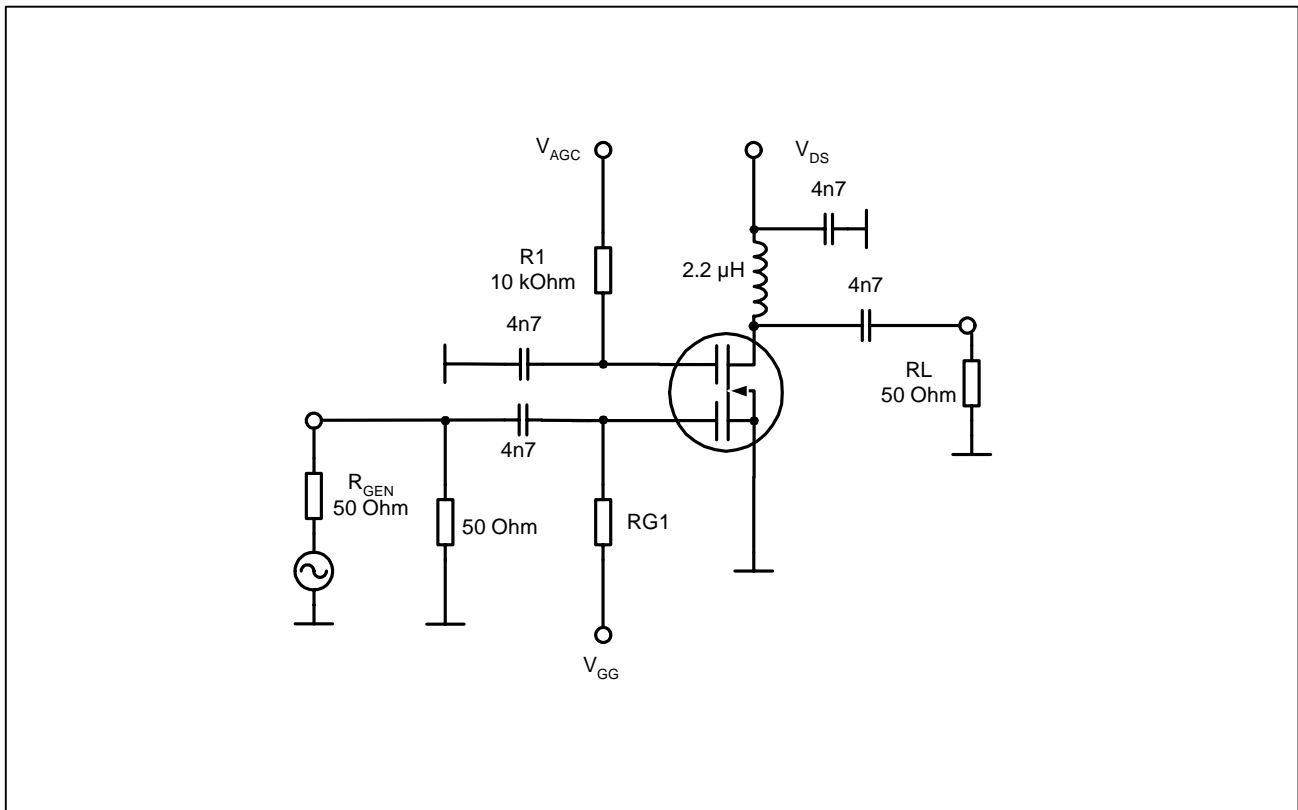 V_AGC
V_DS
4n7
R1
10 kOhm
2.2 µH
4n7
4n7
RL
50 Ohm
4n7
R_GEN
50 Ohm
50 Ohm
RG1
V_GG